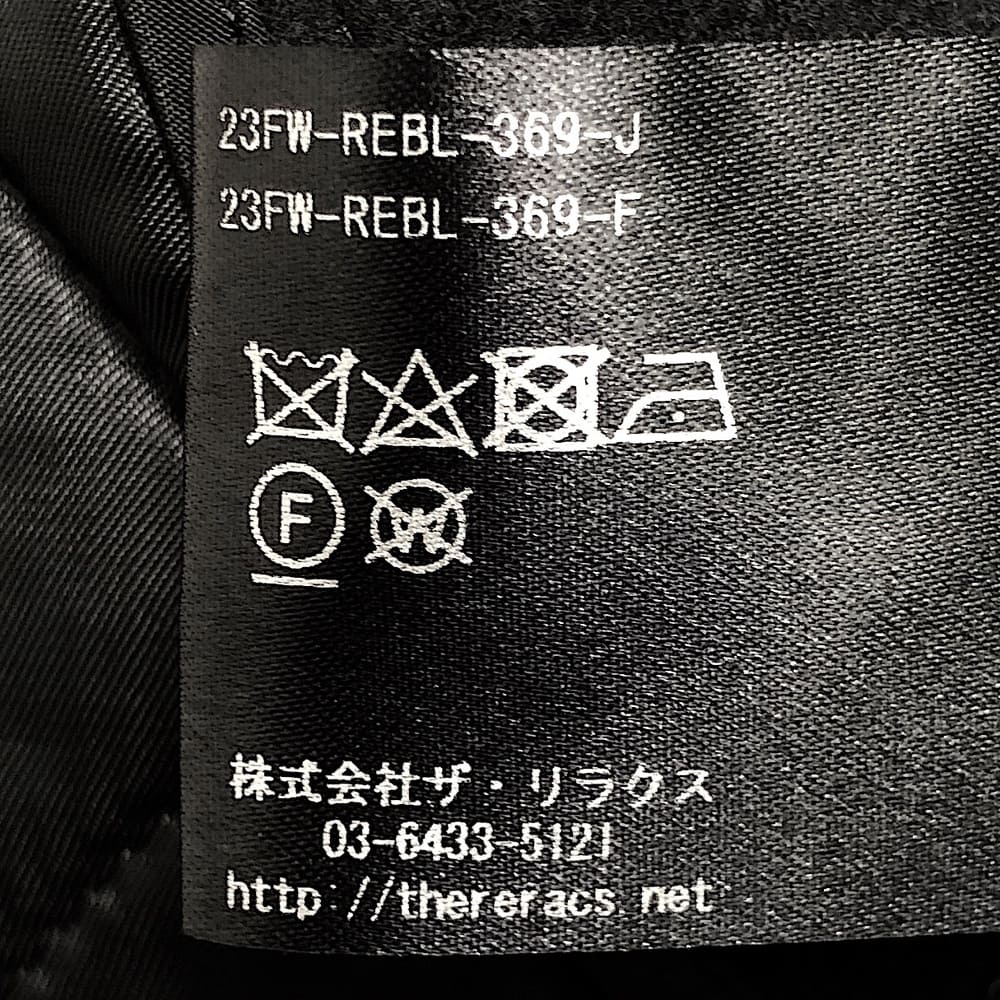 23FW-REBL-369-J
23FW-REBL-369-F
F
W
株式会社ザ・リラクス
03-6433-5121
http://thereracs.net